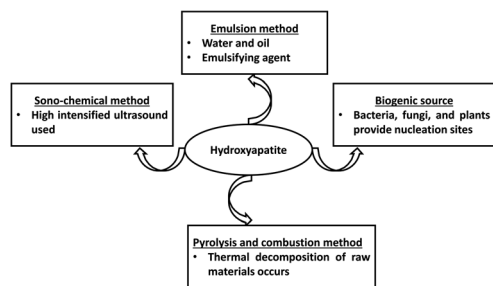 Emulsion method
• Water and oil
• Emulsifying agent
Sono-chemical method
• High intensified ultrasound
used
Biogenic source
• Bacteria, fungi, and plants
provide nucleation sites
Hydroxyapatite
Pyrolysis and combustion method
• Thermal decomposition of raw
materials occurs